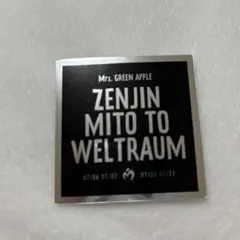 Mrs. GREEN APPLE
ZENJIN
MITO TO
WELTRAUM